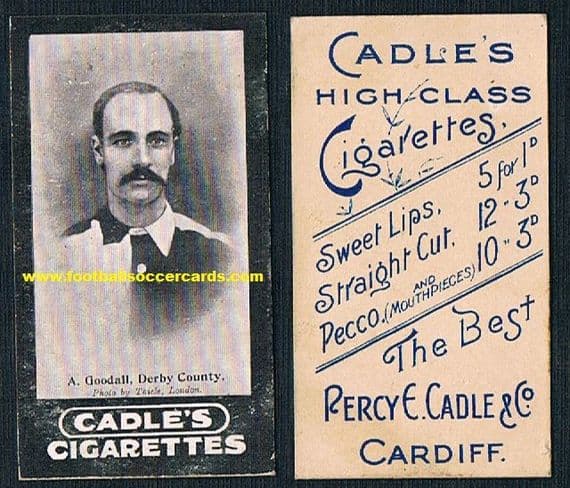 www.footballsoccercards.com
A. Goodall, Derby County.
Photo by Thiele, London.
CADLE'S
CIGARETTES
CADLE'S
HIGH-CLASS
Cigarettes.
Sweet Lips, 5 for 1D
Straight Cut. 12 " 3D
Pecco. (AND MOUTHPIECES) 10 " 3D
The Best
PERCY E. CADLE & Co
CARDIFF.